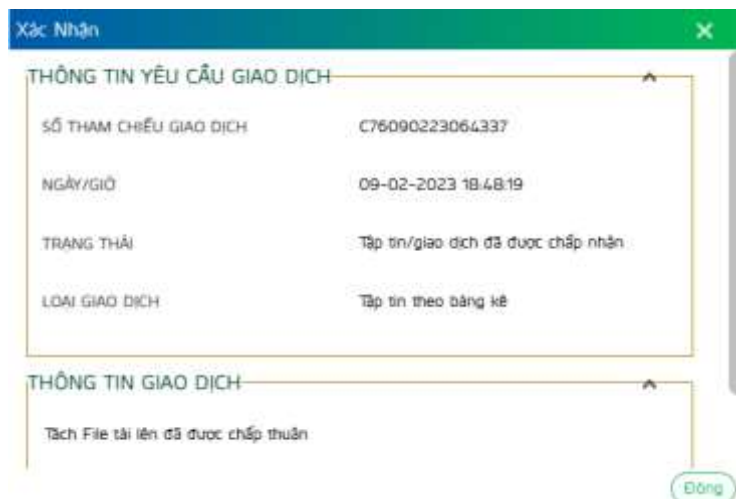 Xác Nhận
THÔNG TIN YÊU CẦU GIAO DỊCH
SỐ THAM CHIẾU GIAO DỊCH C76090223064337
NGÀY/GIỜ 09-02-2023 18:48:19
TRẠNG THÁI Tập tin/giao dịch đã được chấp nhận
LOẠI GIAO DỊCH Tập tin theo bảng kê
THÔNG TIN GIAO DỊCH
Tách File tải lên đã được chấp thuận
Đóng